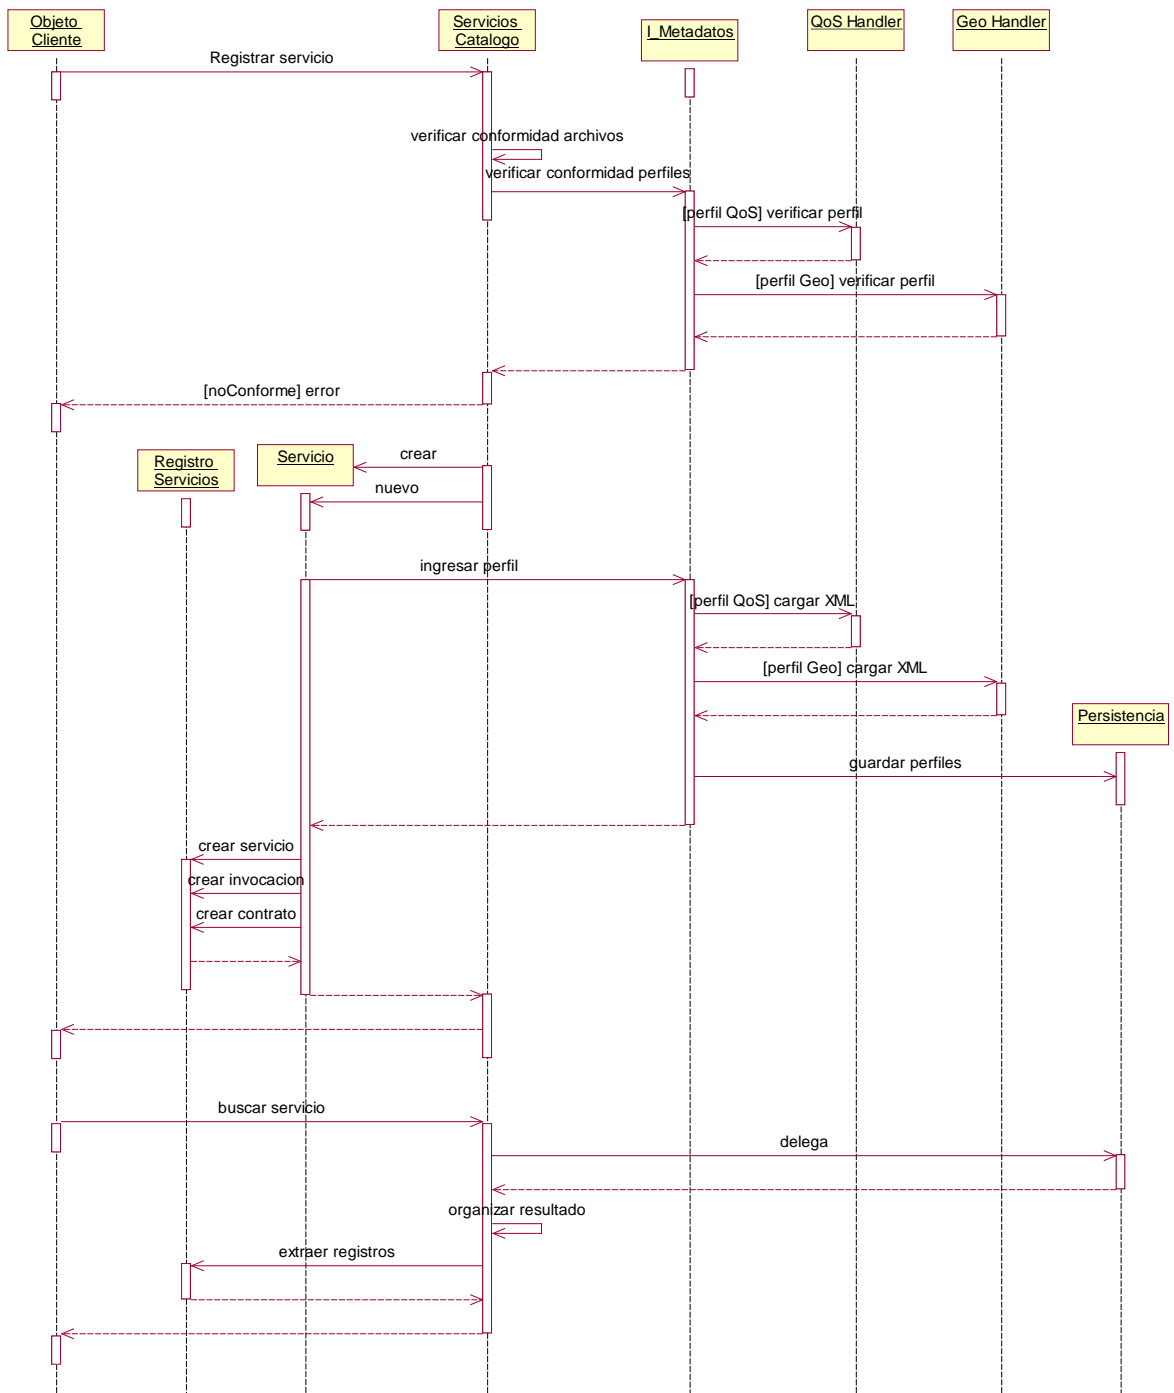 Objeto
Cliente
Servicios
Catalogo
I_Metadatos
QoS Handler
Geo Handler
Registrar servicio
verificar conformidad archivos
verificar conformidad perfiles
[perfil QoS] verificar perfil
[perfil Geo] verificar perfil
[noConforme] error
Registro
Servicios
Servicio
crear
nuevo
ingresar perfil
[perfil QoS] cargar XML
[perfil Geo] cargar XML
Persistencia
guardar perfiles
crear servicio
crear invocacion
crear contrato
buscar servicio
delega
organizar resultado
extraer registros